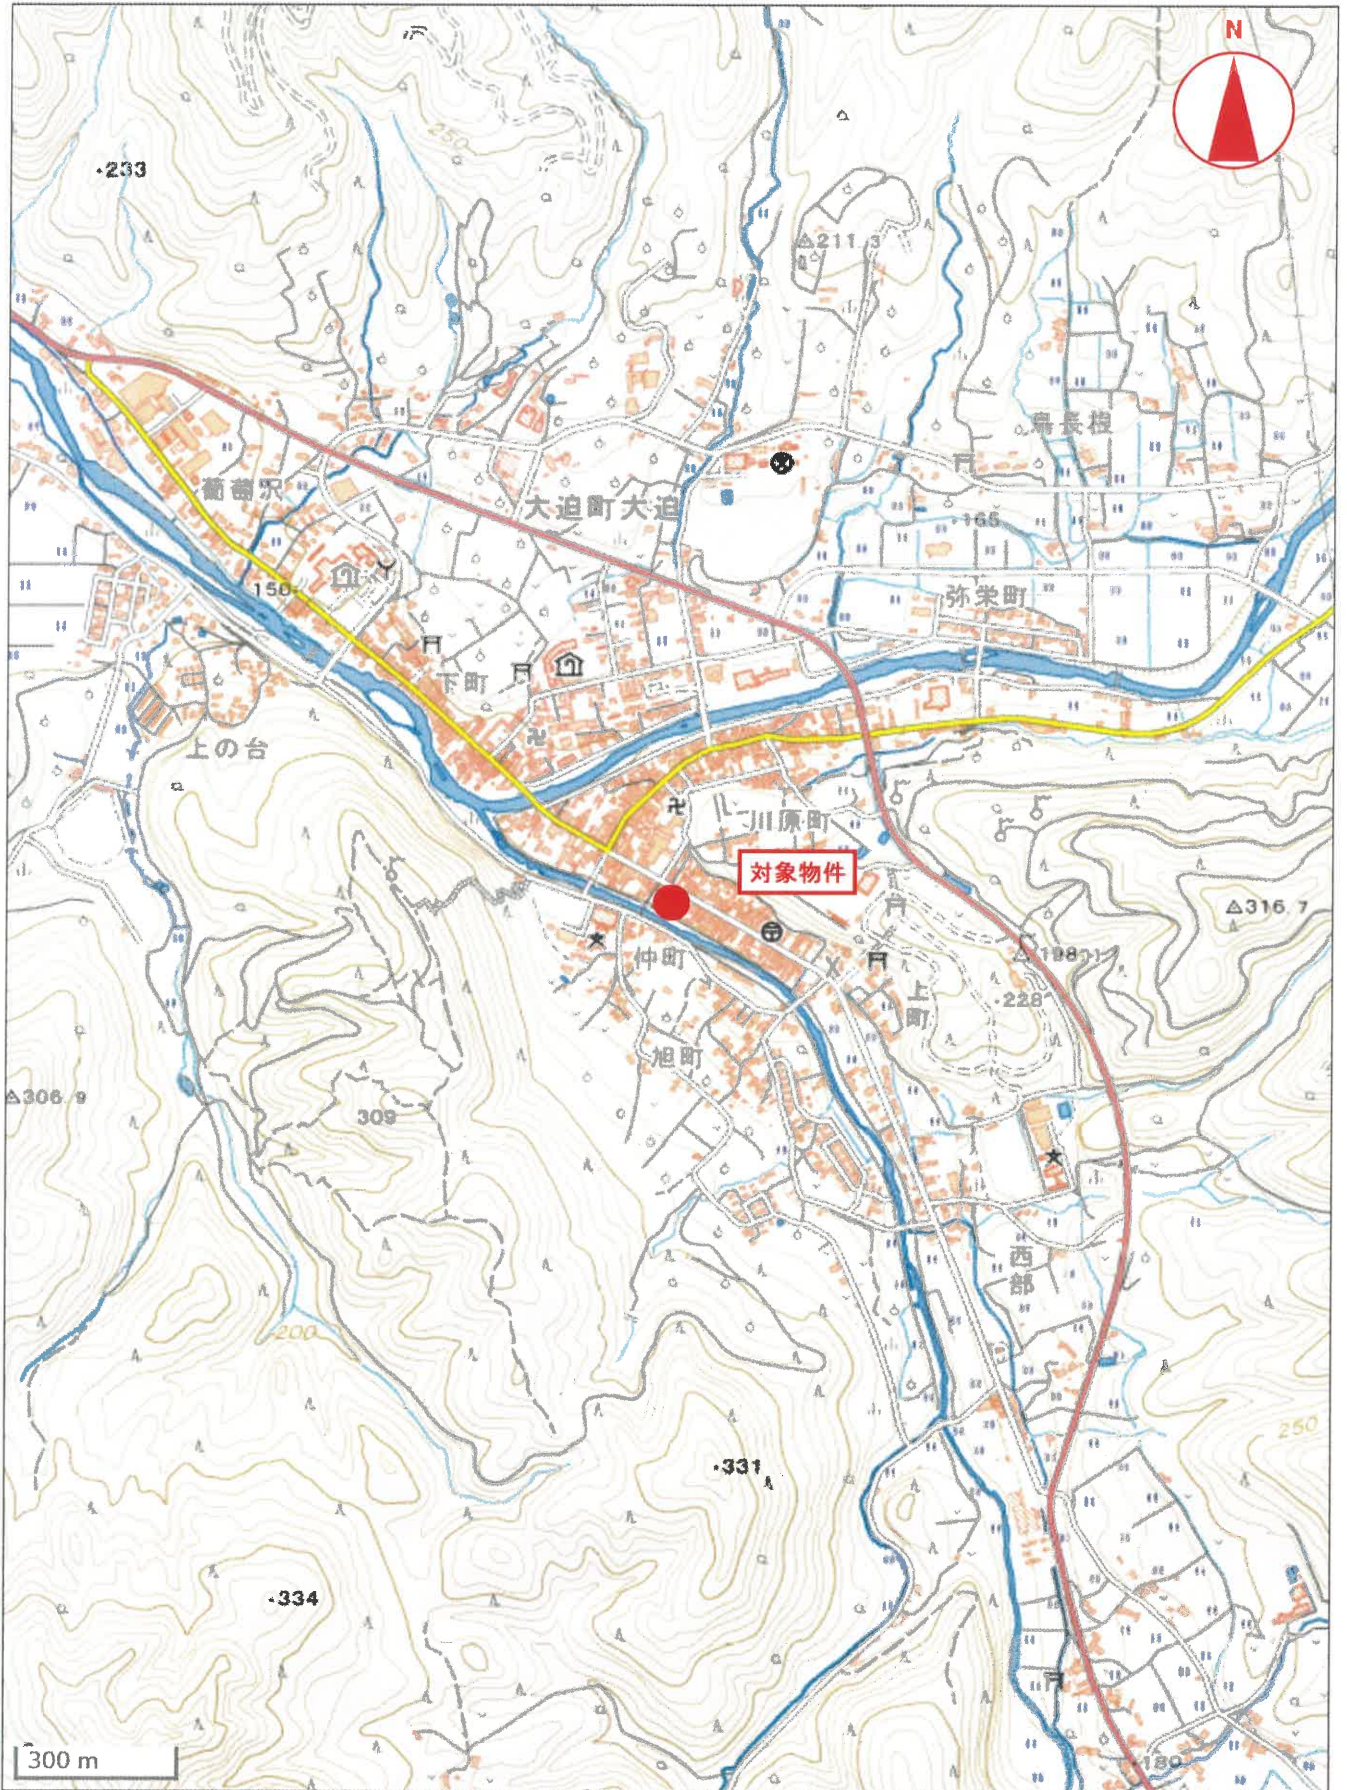 N
250
・233
△211.3
鳥長根
葡萄沢
大迫町大迫
・165
150
弥栄町
下町
上の台
川原町
対象物件
△316.7
仲町
△198
・228
上町
旭町
△306.9
309
西部
200
・331
250
・334
300 m
・180